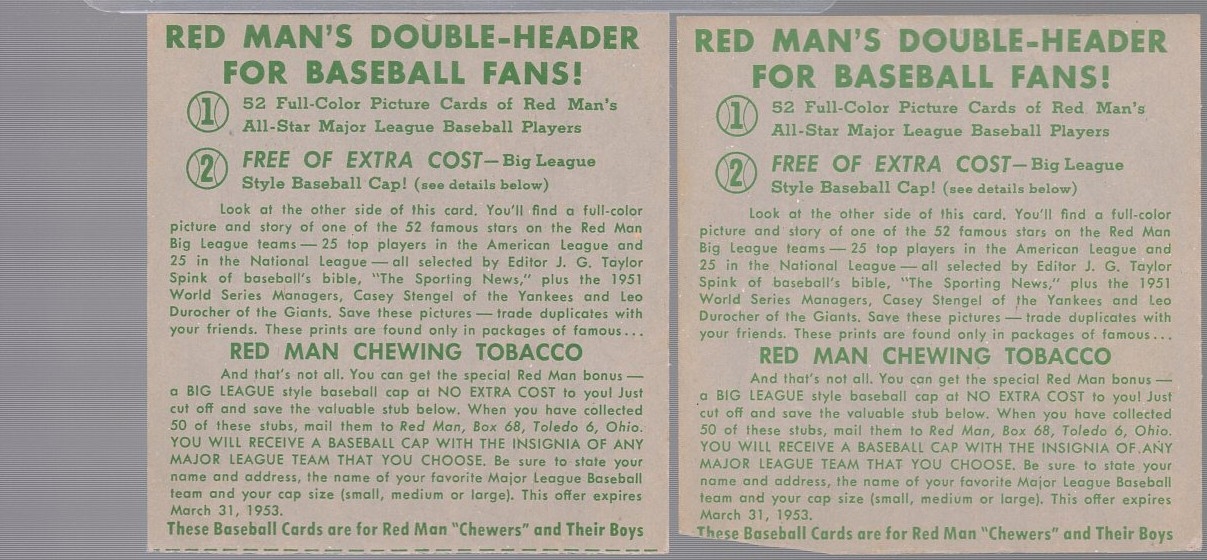 RED MAN'S DOUBLE-HEADER
FOR BASEBALL FANS!
1 52 Full-Color Picture Cards of Red Man's
All-Star Major League Baseball Players
2 FREE OF EXTRA COST—Big League
Style Baseball Cap! (see details below)
Look at the other side of this card. You'll find a full-color
picture and story of one of the 52 famous stars on the Red Man
Big League teams — 25 top players in the American League and
25 in the National League — all selected by Editor J. G. Taylor
Spink of baseball's bible, "The Sporting News," plus the 1951
World Series Managers, Casey Stengel of the Yankees and Leo
Durocher of the Giants. Save these pictures — trade duplicates with
your friends. These prints are found only in packages of famous...
RED MAN CHEWING TOBACCO
And that's not all. You can get the special Red Man bonus —
a BIG LEAGUE style baseball cap at NO EXTRA COST to you! Just
cut off and save the valuable stub below. When you have collected
50 of these stubs, mail them to Red Man, Box 68, Toledo 6, Ohio.
YOU WILL RECEIVE A BASEBALL CAP WITH THE INSIGNIA OF ANY
MAJOR LEAGUE TEAM THAT YOU CHOOSE. Be sure to state your
name and address, the name of your favorite Major League Baseball
team and your cap size (small, medium or large). This offer expires
March 31, 1953.
These Baseball Cards are for Red Man "Chewers" and Their Boys
RED MAN'S DOUBLE-HEADER
FOR BASEBALL FANS!
1 52 Full-Color Picture Cards of Red Man's
All-Star Major League Baseball Players
2 FREE OF EXTRA COST—Big League
Style Baseball Cap! (see details below)
Look at the other side of this card. You'll find a full-color
picture and story of one of the 52 famous stars on the Red Man
Big League teams — 25 top players in the American League and
25 in the National League — all selected by Editor J. G. Taylor
Spink of baseball's bible, "The Sporting News," plus the 1951
World Series Managers, Casey Stengel of the Yankees and Leo
Durocher of the Giants. Save these pictures — trade duplicates with
your friends. These prints are found only in packages of famous...
RED MAN CHEWING TOBACCO
And that's not all. You can get the special Red Man bonus —
a BIG LEAGUE style baseball cap at NO EXTRA COST to you! Just
cut off and save the valuable stub below. When you have collected
50 of these stubs, mail them to Red Man, Box 68, Toledo 6, Ohio.
YOU WILL RECEIVE A BASEBALL CAP WITH THE INSIGNIA OF ANY
MAJOR LEAGUE TEAM THAT YOU CHOOSE. Be sure to state your
name and address, the name of your favorite Major League Baseball
team and your cap size (small, medium or large). This offer expires
March 31, 1953.
These Baseball Cards are for Red Man "Chewers" and Their Boys